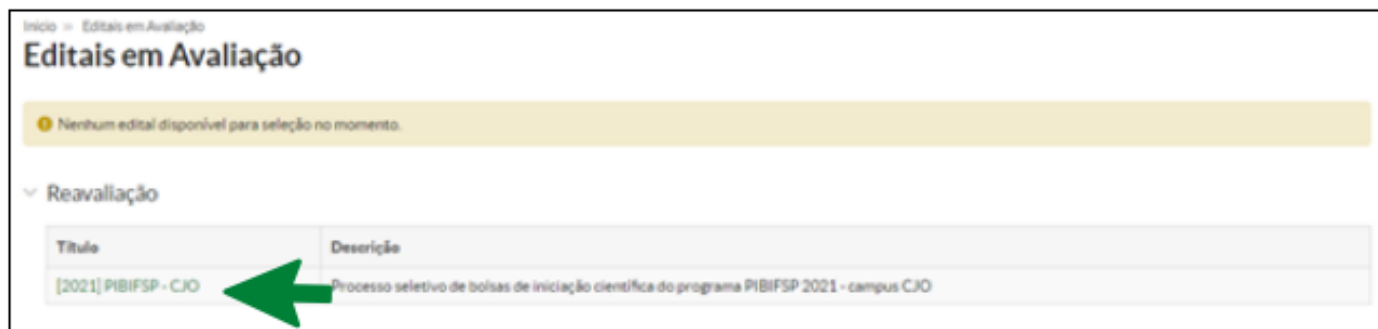 Início » Editais em Avaliação
Editais em Avaliação
Nenhum edital disponível para seleção no momento.
Reavaliação
Título Descrição
[2021] PIBIFSP - CJO Processo seletivo de bolsas de iniciação científica do programa PIBIFSP 2021 - campus CJO